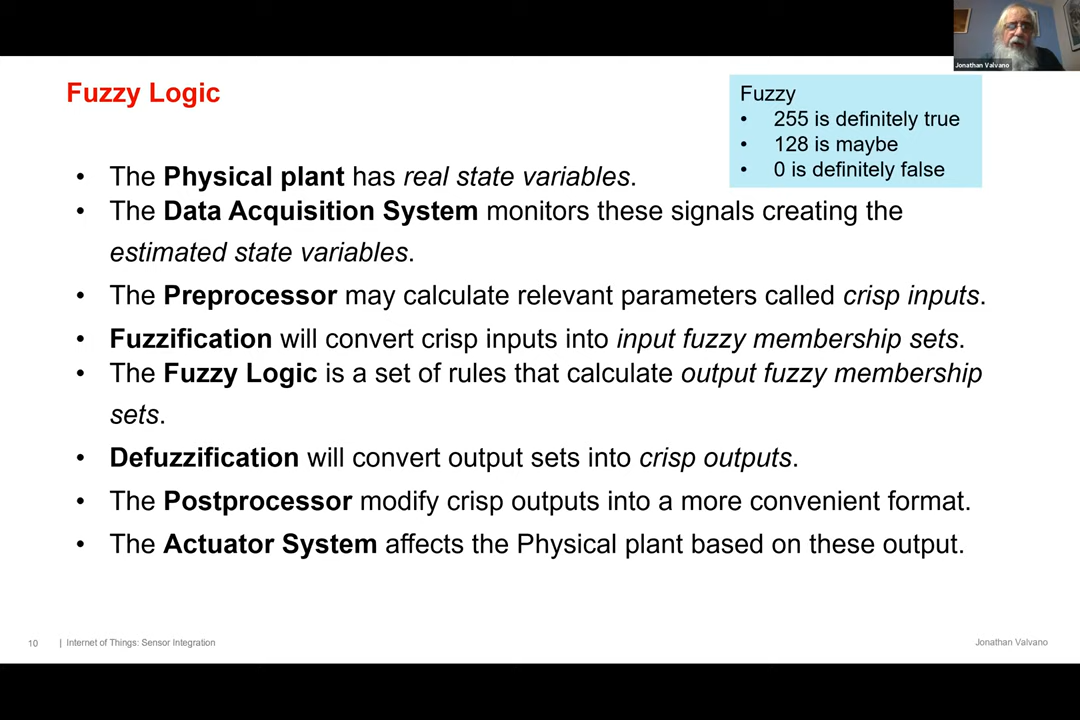 Jonathan Valvano
Fuzzy Logic
Fuzzy
• 255 is definitely true
• 128 is maybe
• 0 is definitely false
• The Physical plant has real state variables.
• The Data Acquisition System monitors these signals creating the
estimated state variables.
• The Preprocessor may calculate relevant parameters called crisp inputs.
• Fuzzification will convert crisp inputs into input fuzzy membership sets.
• The Fuzzy Logic is a set of rules that calculate output fuzzy membership
sets.
• Defuzzification will convert output sets into crisp outputs.
• The Postprocessor modify crisp outputs into a more convenient format.
• The Actuator System affects the Physical plant based on these output.
10 | Internet of Things: Sensor Integration
Jonathan Valvano